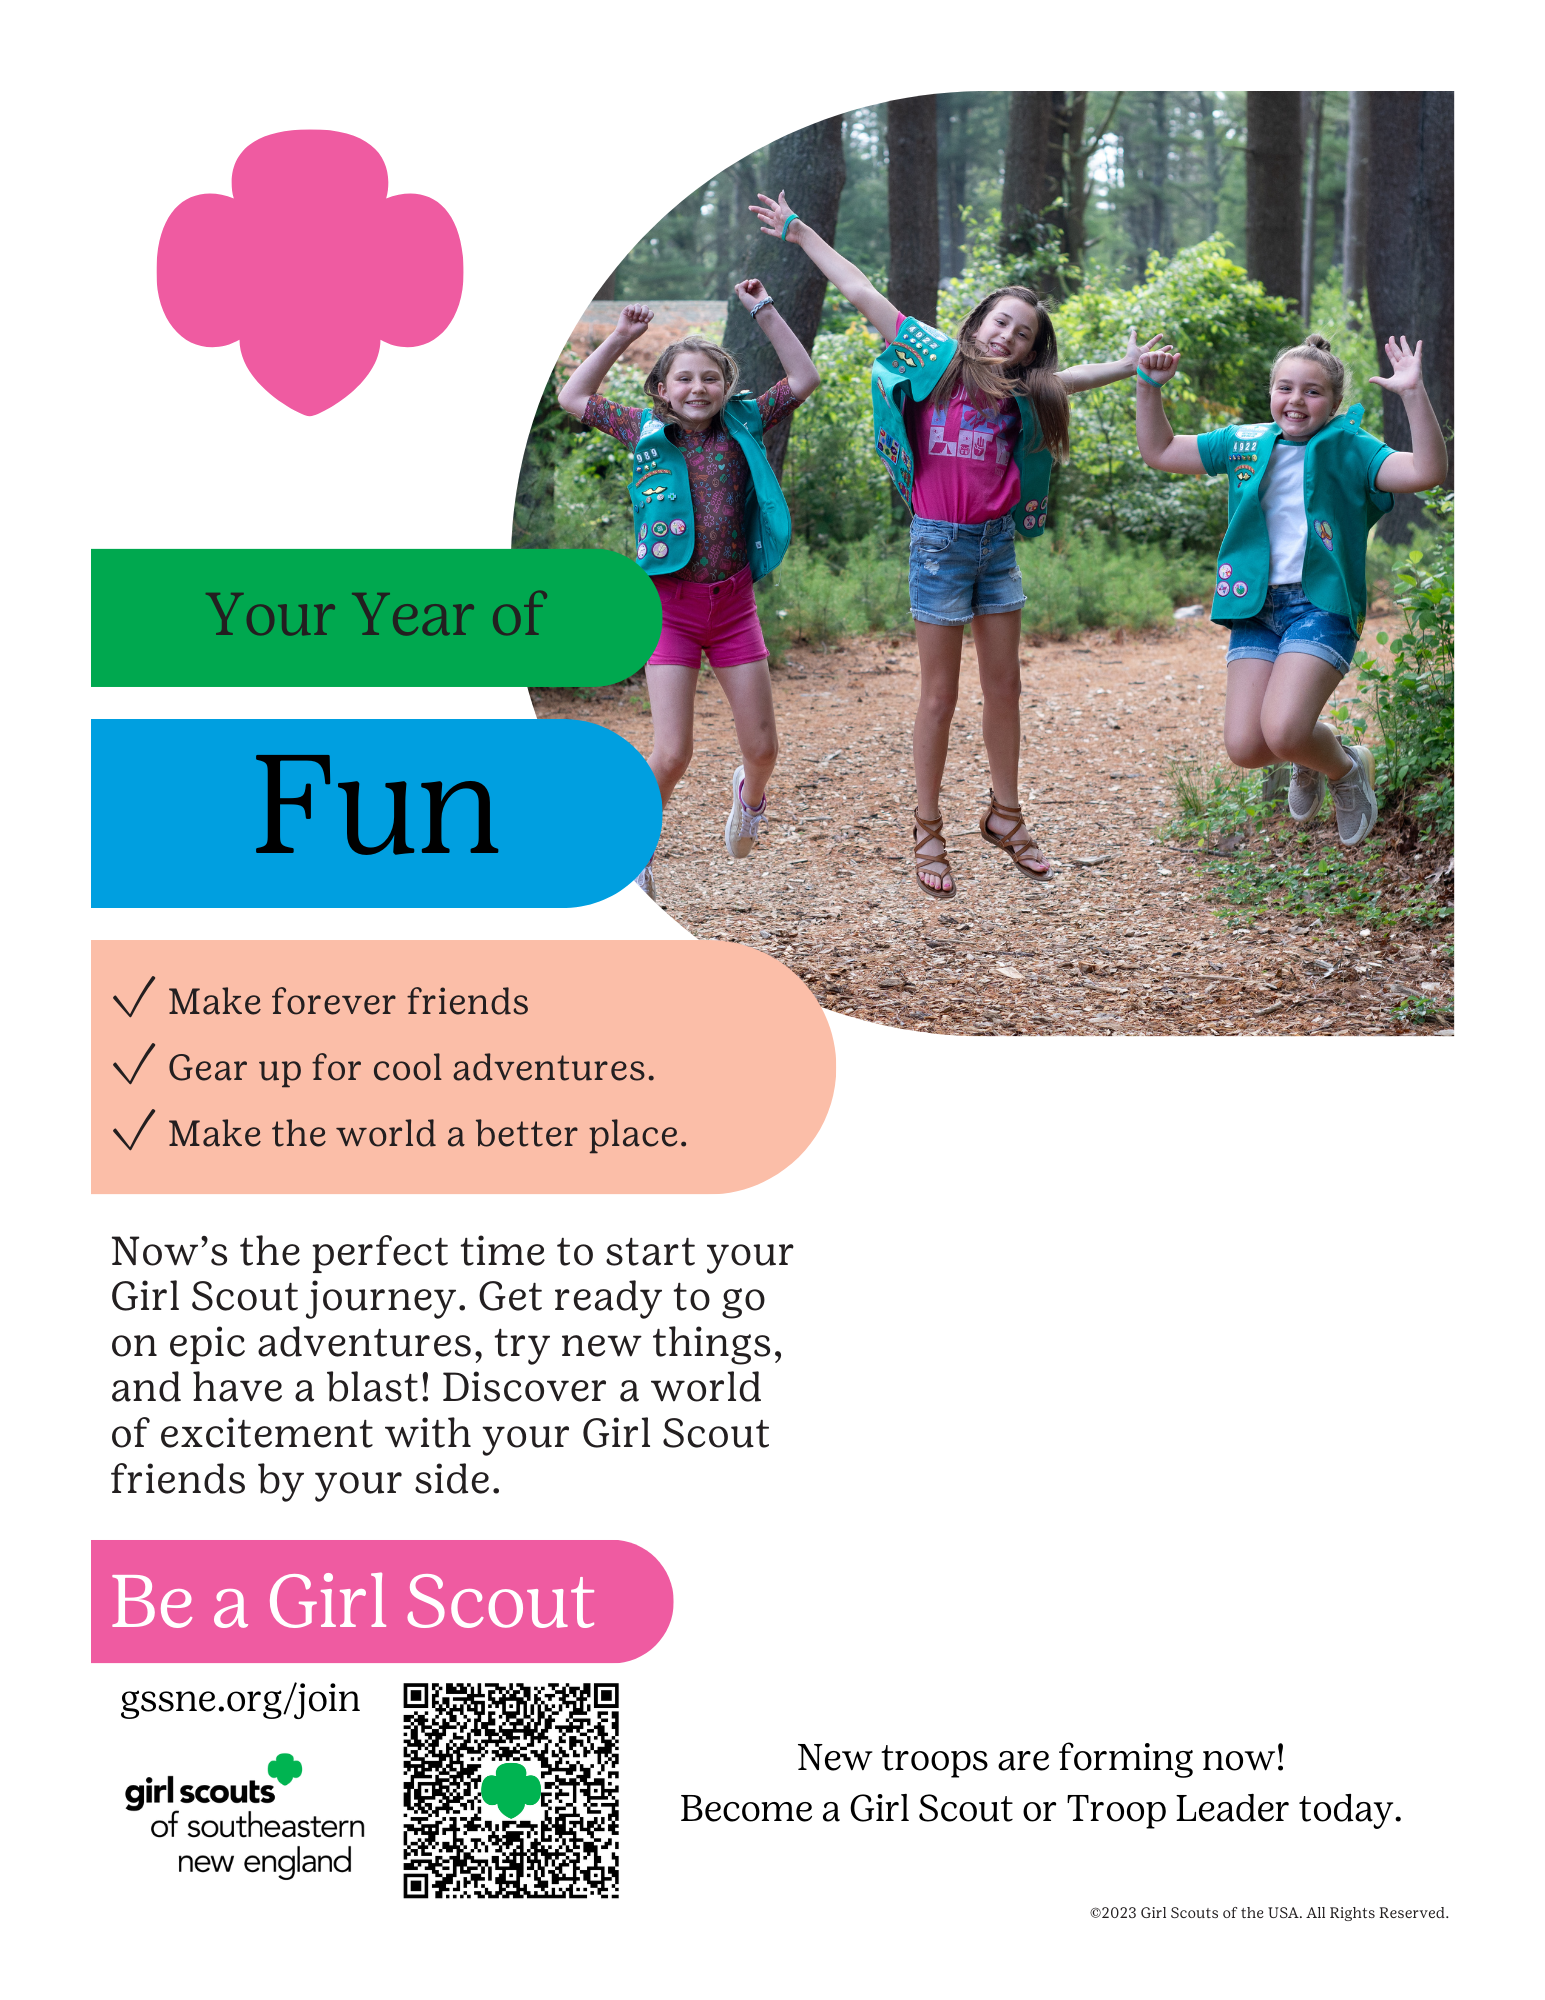 Your Year of
Fun
Make forever friends
Gear up for cool adventures.
Make the world a better place.
Now’s the perfect time to start your
Girl Scout journey. Get ready to go
on epic adventures, try new things,
and have a blast! Discover a world
of excitement with your Girl Scout
friends by your side.
Be a Girl Scout
gssne.org/join
girl scouts
of southeastern
new england
New troops are forming now!
Become a Girl Scout or Troop Leader today.
©2023 Girl Scouts of the USA. All Rights Reserved.
989
4922
4922